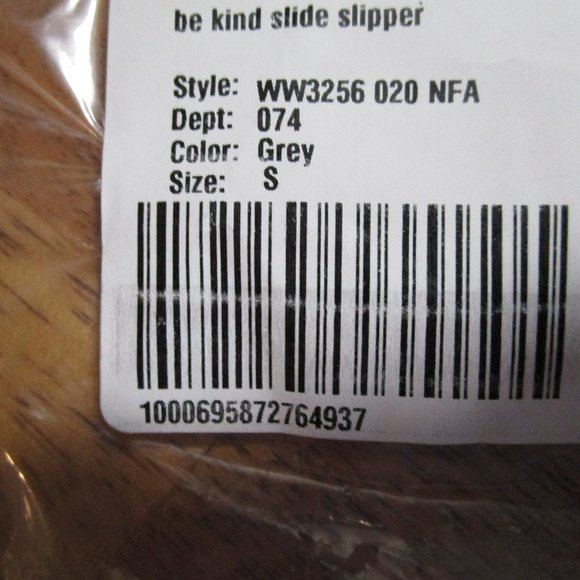 be kind slide slipper
Style: WW3256 020 NFA
Dept: 074
Color: Grey
Size: S
1000695872764937